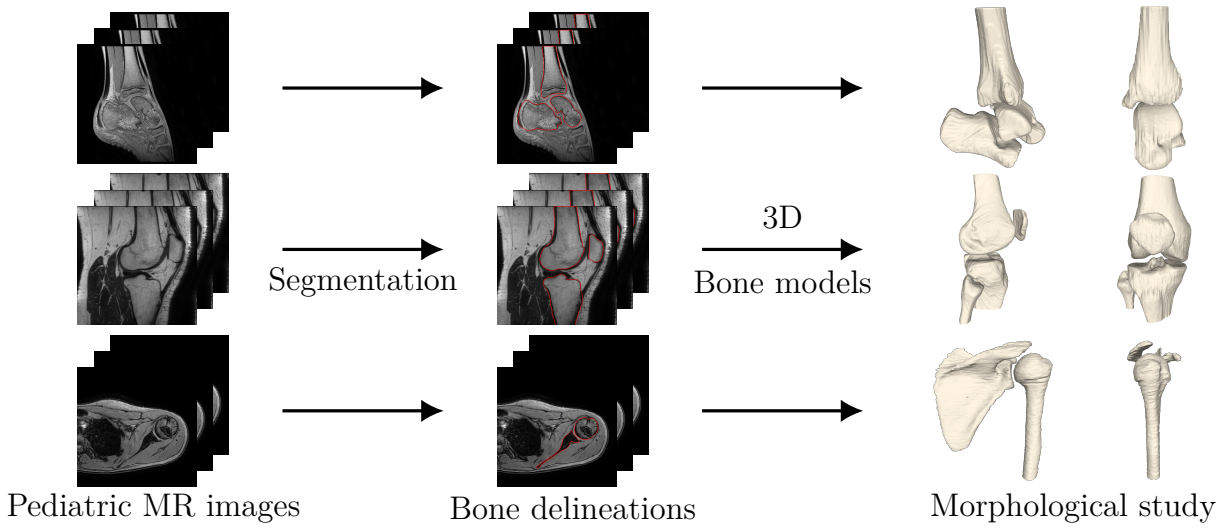 3D
Segmentation
Bone models
Pediatric MR images
Bone delineations
Morphological study